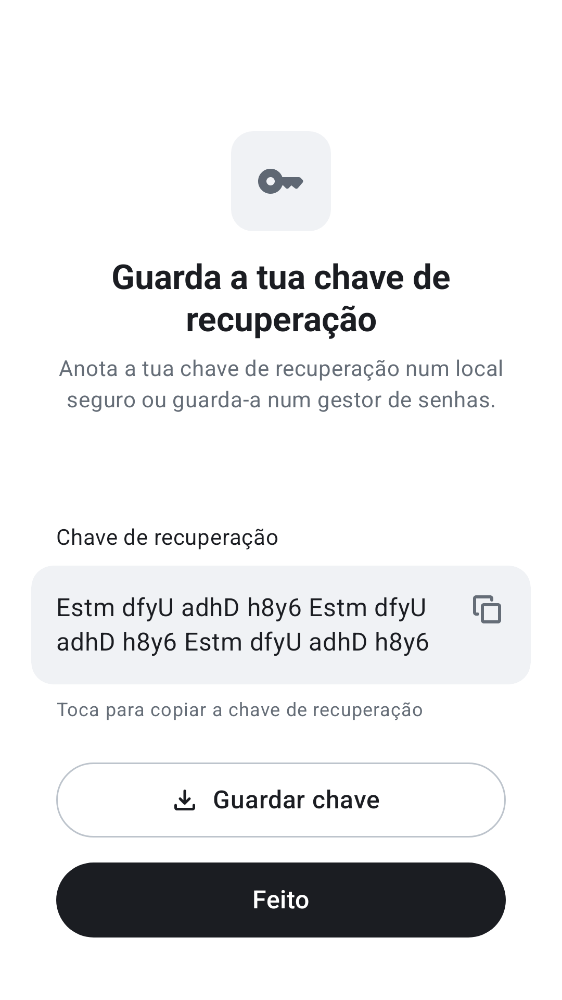 Guarda a tua chave de
recuperação
Anota a tua chave de recuperação num local
seguro ou guarda-a num gestor de senhas.
Chave de recuperação
Estm dfyU adhD h8y6 Estm dfyU
adhD h8y6 Estm dfyU adhD h8y6
Toca para copiar a chave de recuperação
Guardar chave
Feito